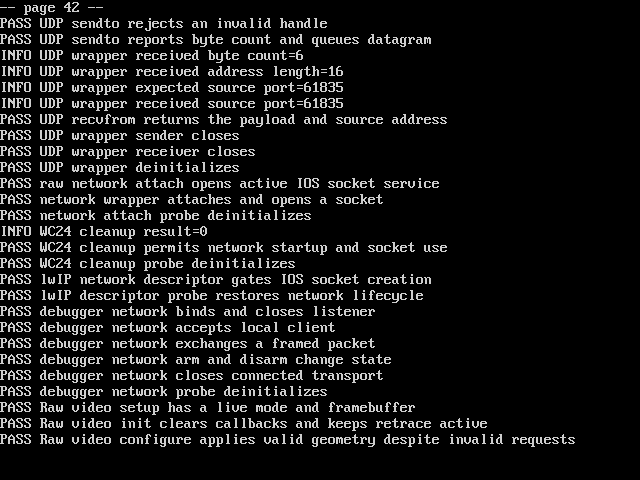 -- page 42 --
PASS UDP sendto rejects an invalid handle
PASS UDP sendto reports byte count and queues datagram
INFO UDP wrapper received byte count=6
INFO UDP wrapper received address length=16
INFO UDP wrapper expected source port=61835
INFO UDP wrapper received source port=61835
PASS UDP recvfrom returns the payload and source address
PASS UDP wrapper sender closes
PASS UDP wrapper receiver closes
PASS UDP wrapper deinitializes
PASS raw network attach opens active IOS socket service
PASS network wrapper attaches and opens a socket
PASS network attach probe deinitializes
INFO WC24 cleanup result=0
PASS WC24 cleanup permits network startup and socket use
PASS WC24 cleanup probe deinitializes
PASS lwIP network descriptor gates IOS socket creation
PASS lwIP descriptor probe restores network lifecycle
PASS debugger network binds and closes listener
PASS debugger network accepts local client
PASS debugger network exchanges a framed packet
PASS debugger network arm and disarm change state
PASS debugger network closes connected transport
PASS debugger network probe deinitializes
PASS Raw video setup has a live mode and framebuffer
PASS Raw video init clears callbacks and keeps retrace active
PASS Raw video configure applies valid geometry despite invalid requests